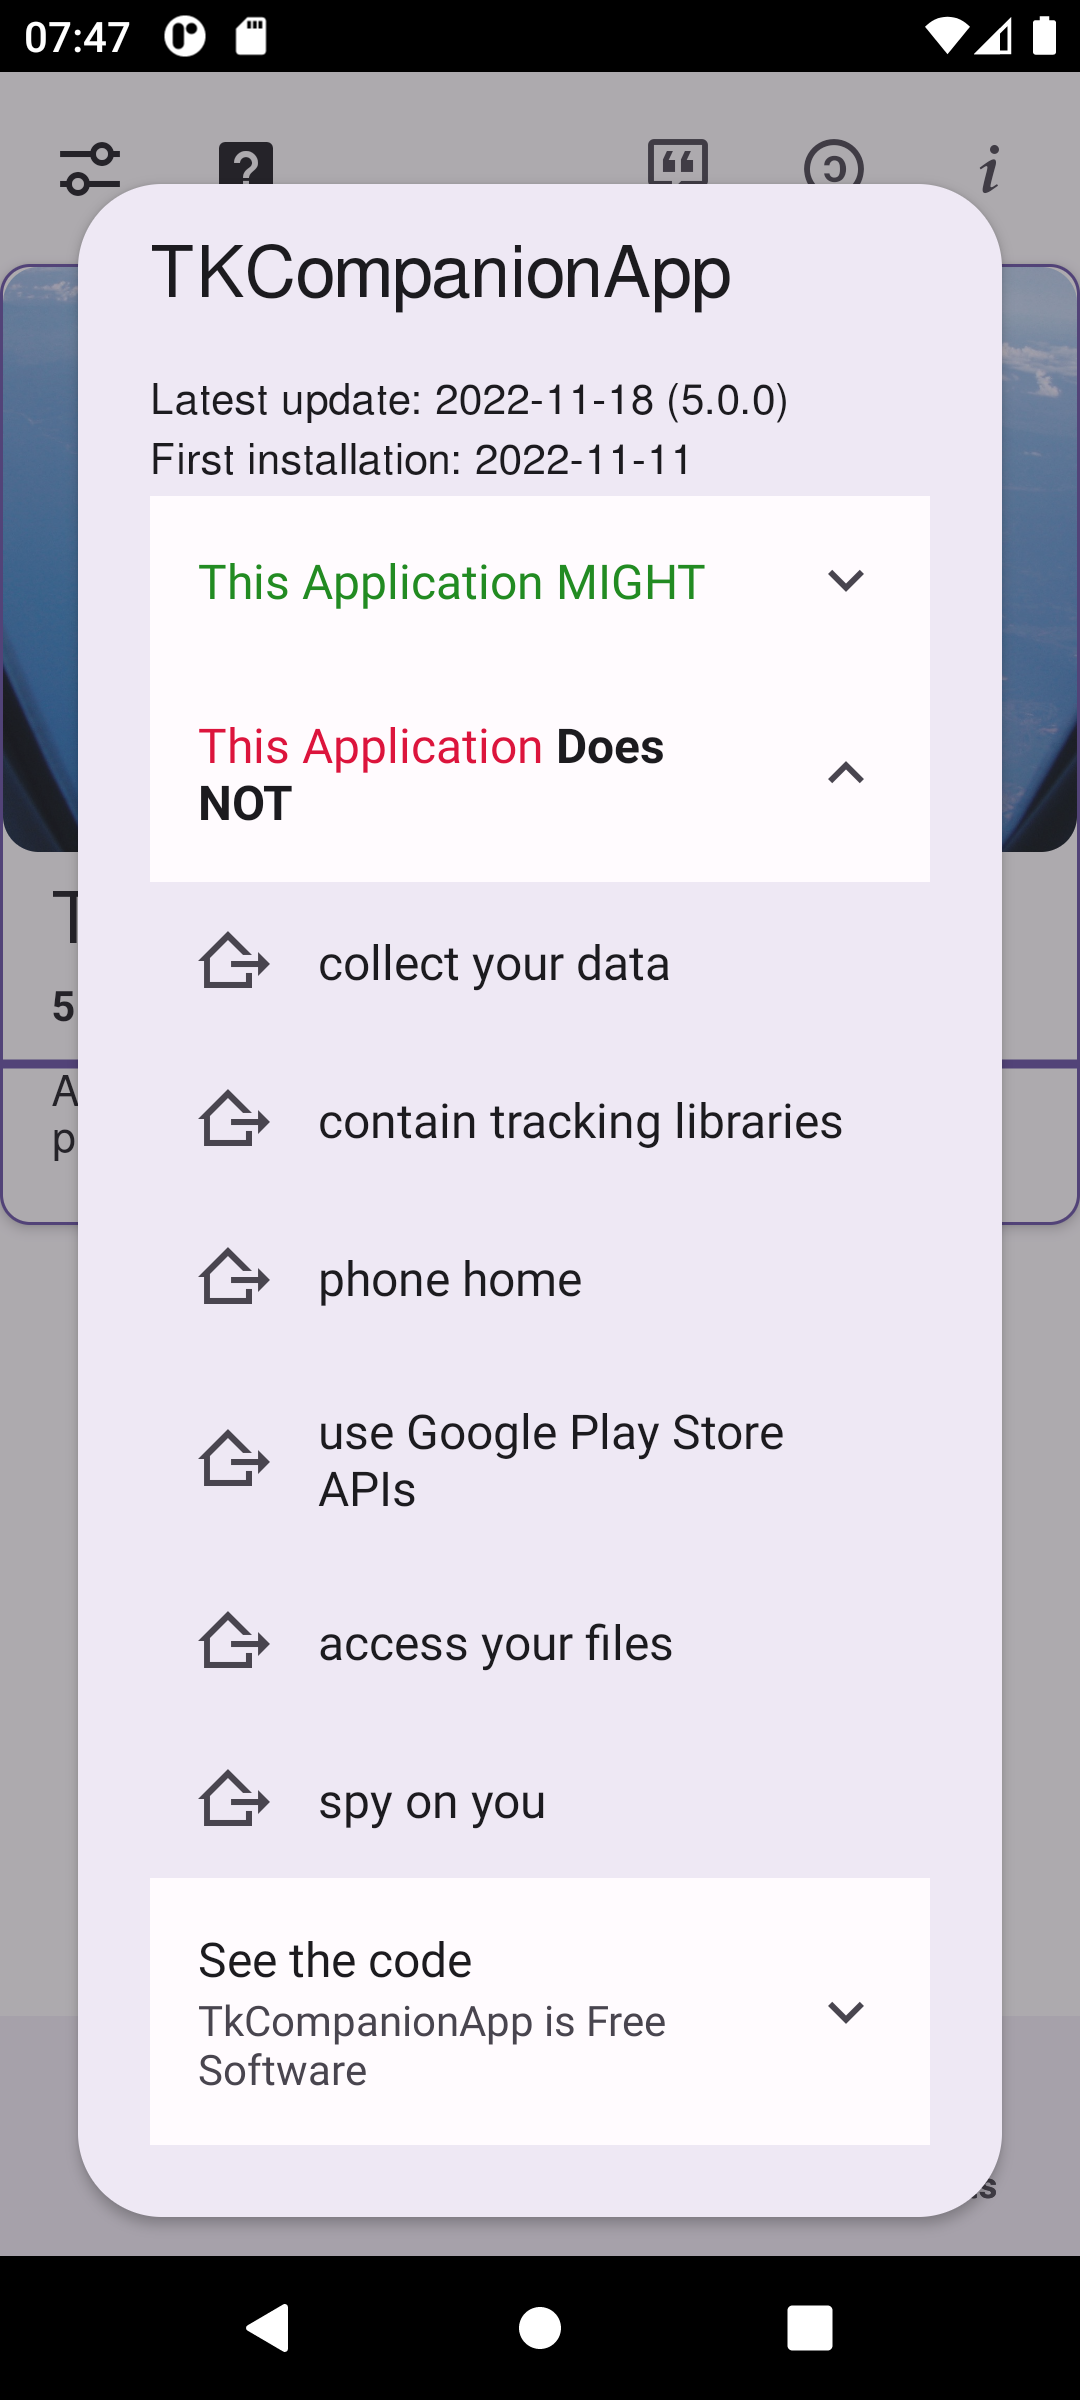 07:47
TKCompanionApp
Latest update: 2022-11-18 (5.0.0)
First installation: 2022-11-11
This Application MIGHT
This Application Does
NOT
collect your data
contain tracking libraries
phone home
use Google Play Store
APIs
access your files
spy on you
See the code
TkCompanionApp is Free
Software